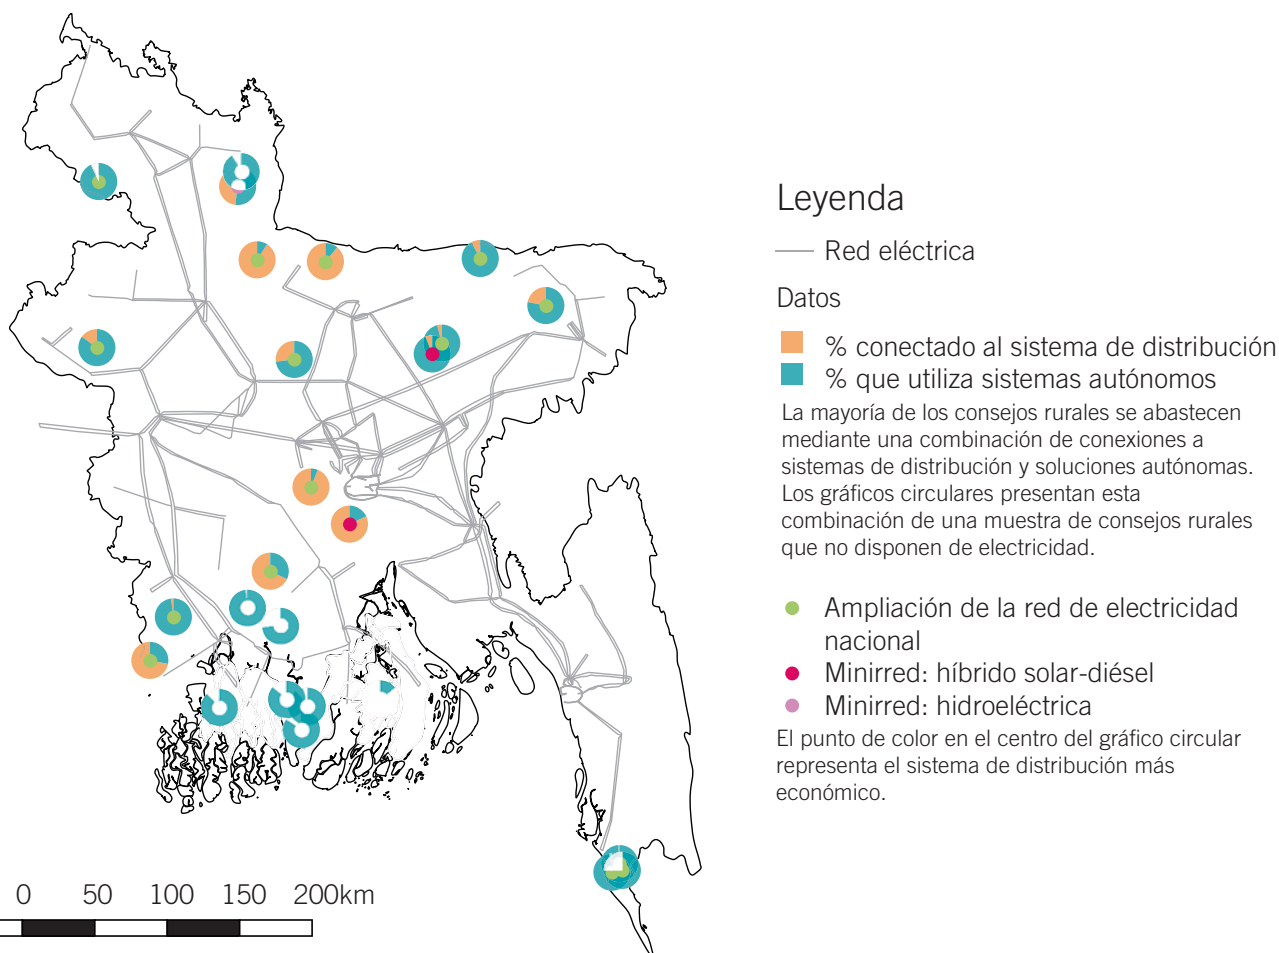 Leyenda
Red eléctrica
Datos
% conectado al sistema de distribución
% que utiliza sistemas autónomos
La mayoría de los consejos rurales se abastecen
mediante una combinación de conexiones a
sistemas de distribución y soluciones autónomas.
Los gráficos circulares presentan esta
combinación de una muestra de consejos rurales
que no disponen de electricidad.
Ampliación de la red de electricidad
nacional
Minirred: híbrido solar-diésel
Minirred: hidroeléctrica
El punto de color en el centro del gráfico circular
representa el sistema de distribución más
económico.
0 50 100 150 200km